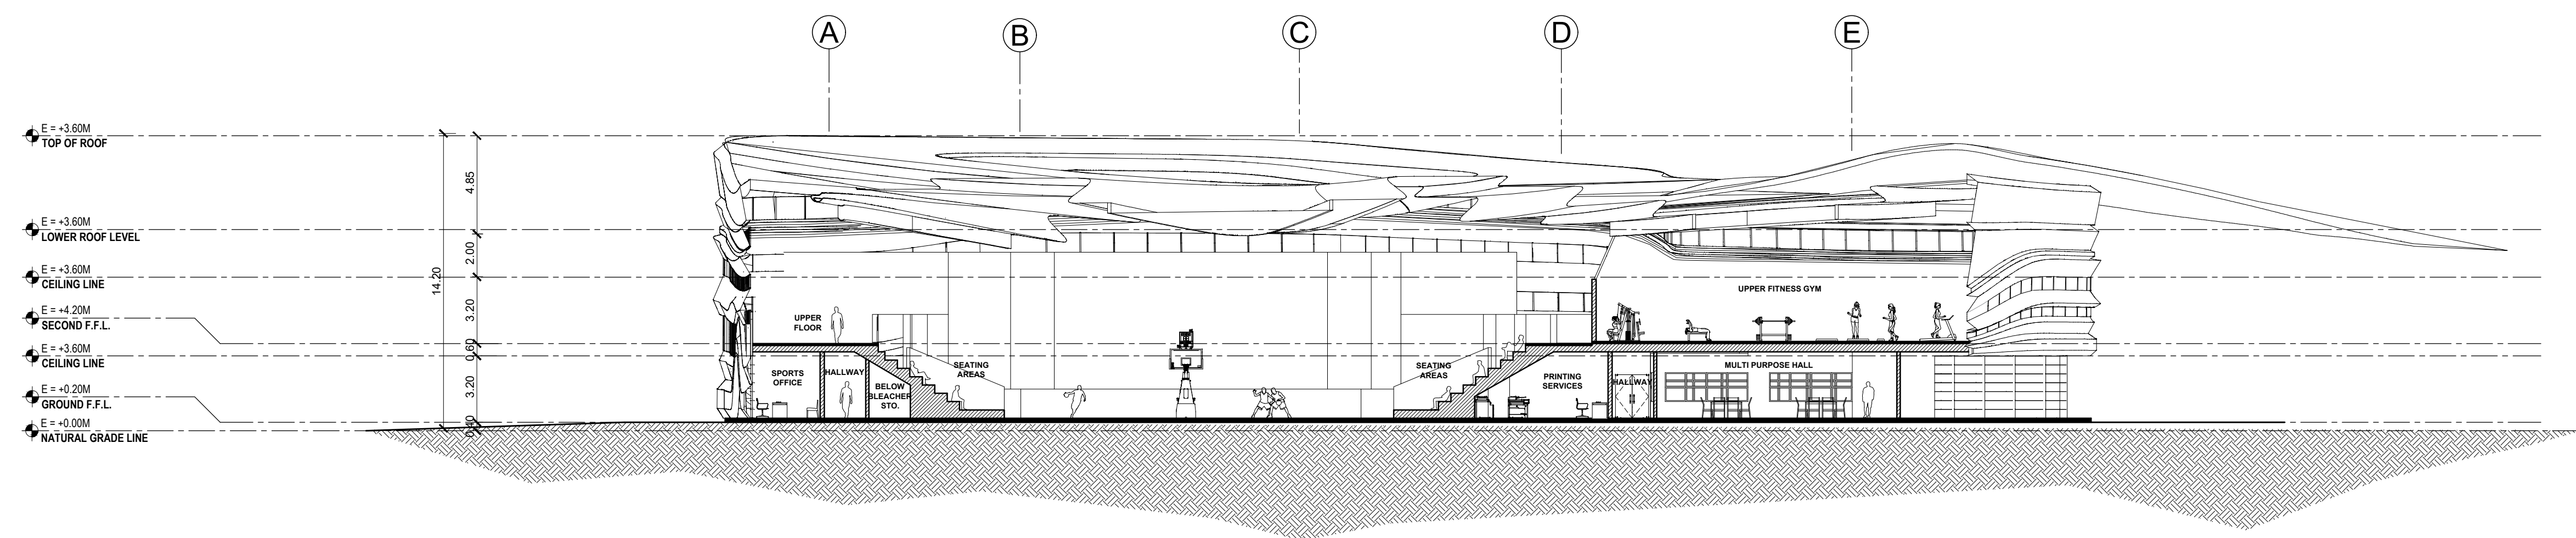 A
B
C
D
E
E = +3.60M
TOP OF ROOF
E = +3.60M
LOWER ROOF LEVEL
E = +3.60M
CEILING LINE
E = +4.20M
SECOND F.F.L.
E = +3.60M
CEILING LINE
E = +0.20M
GROUND F.F.L.
E = +0.00M
NATURAL GRADE LINE
14.20
4.85
2.00
3.20
0.60
3.20
UPPER
FLOOR
UPPER FITNESS GYM
SPORTS
OFFICE
HALLWAY
BELOW
BLEACHER
STO.
SEATING
AREAS
SEATING
AREAS
PRINTING
SERVICES
HALLWAY
MULTI PURPOSE HALL